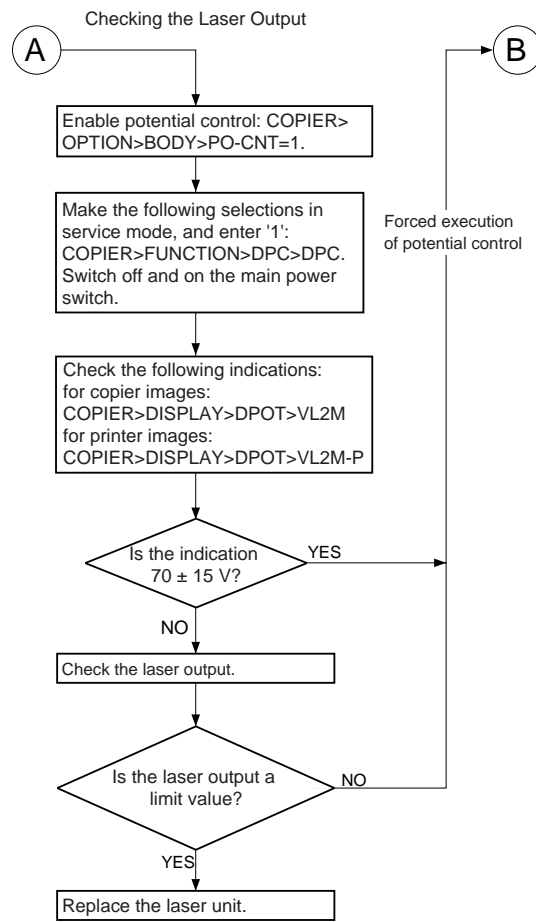 Checking the Laser Output
A
B
Enable potential control: COPIER>
OPTION>BODY>PO-CNT=1.
Make the following selections in
service mode, and enter '1':
COPIER>FUNCTION>DPC>DPC.
Switch off and on the main power
switch.
Forced execution
of potential control
Check the following indications:
for copier images:
COPIER>DISPLAY>DPOT>VL2M
for printer images:
COPIER>DISPLAY>DPOT>VL2M-P
Is the indication
70 ± 15 V?
YES
NO
Check the laser output.
Is the laser output a
limit value?
NO
YES
Replace the laser unit.